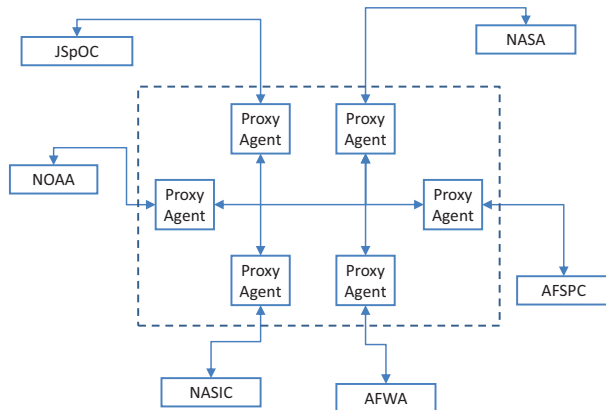 JSpOC
NASA
Proxy
Agent
Proxy
Agent
NOAA
Proxy
Agent
Proxy
Agent
Proxy
Agent
Proxy
Agent
AFSPC
NASIC
AFWA